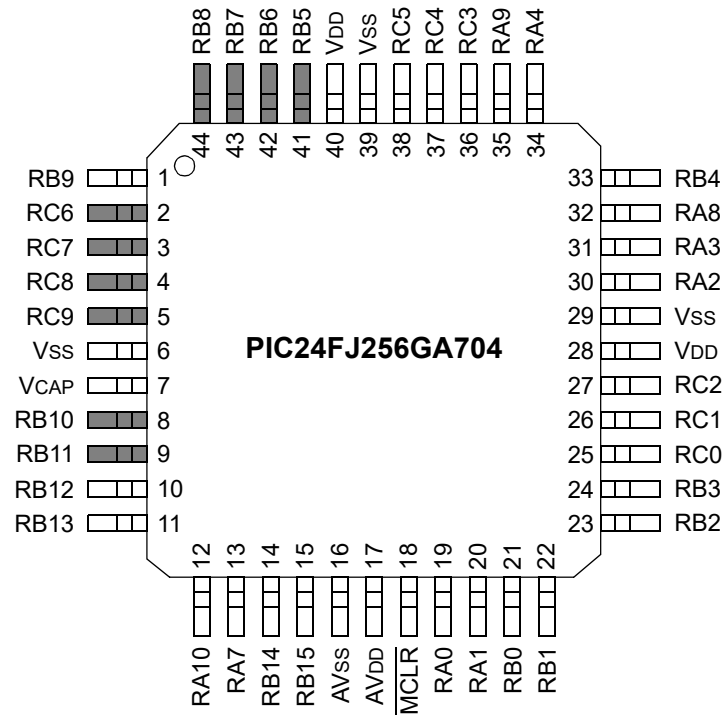 RB8 RB7 RB6 RB5 VDD VSS RC5 RC4 RC3 RA9 RA4
44 43 42 41 40 39 38 37 36 35 34
RB9 1 33 RB4
RC6 2 32 RA8
RC7 3 31 RA3
RC8 4 30 RA2
RC9 5 29 VSS
VSS 6 PIC24FJ256GA704 28 VDD
VCAP 7 27 RC2
RB10 8 26 RC1
RB11 9 25 RC0
RB12 10 24 RB3
RB13 11 23 RB2
12 13 14 15 16 17 18 19 20 21 22
RA10 RA7 RB14 RB15 AVSS AVDD MCLR RA0 RA1 RB0 RB1